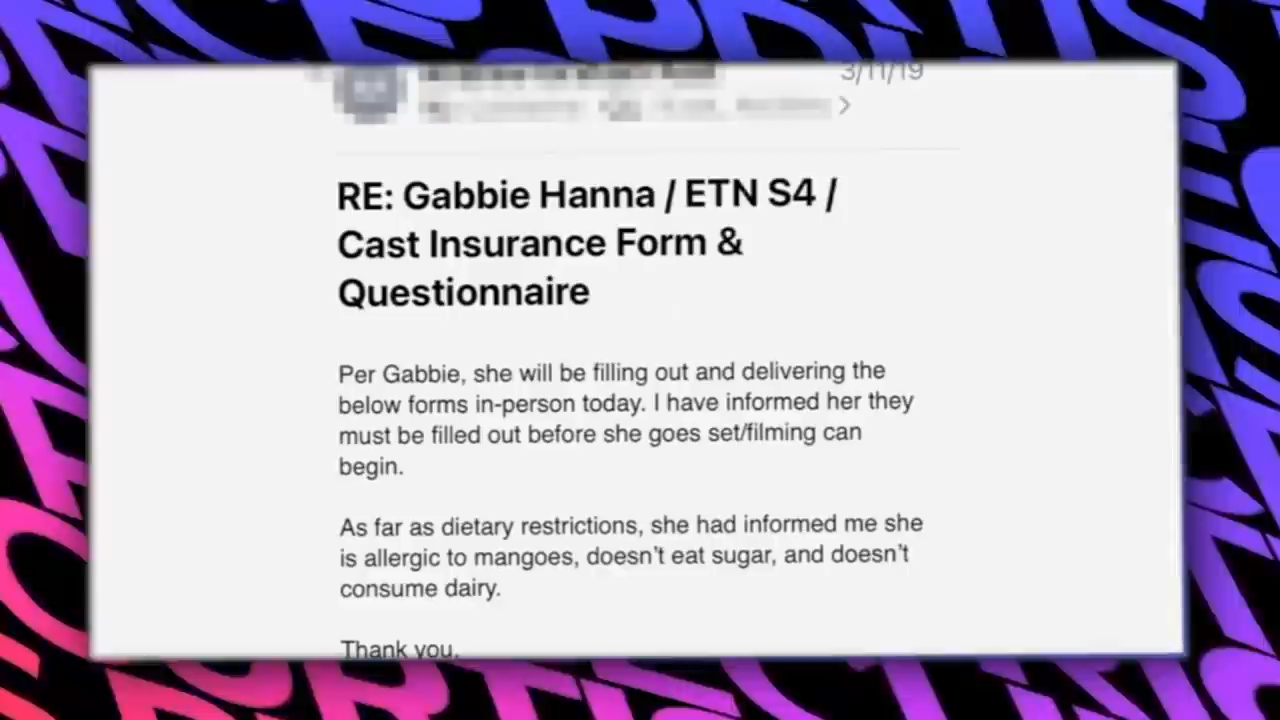 3/11/19
RE: Gabbie Hanna / ETN S4 /
Cast Insurance Form &
Questionnaire
Per Gabbie, she will be filling out and delivering the
below forms in-person today. I have informed her they
must be filled out before she goes set/filming can
begin.
As far as dietary restrictions, she had informed me she
is allergic to mangoes, doesn't eat sugar, and doesn't
consume dairy.
Thank you.